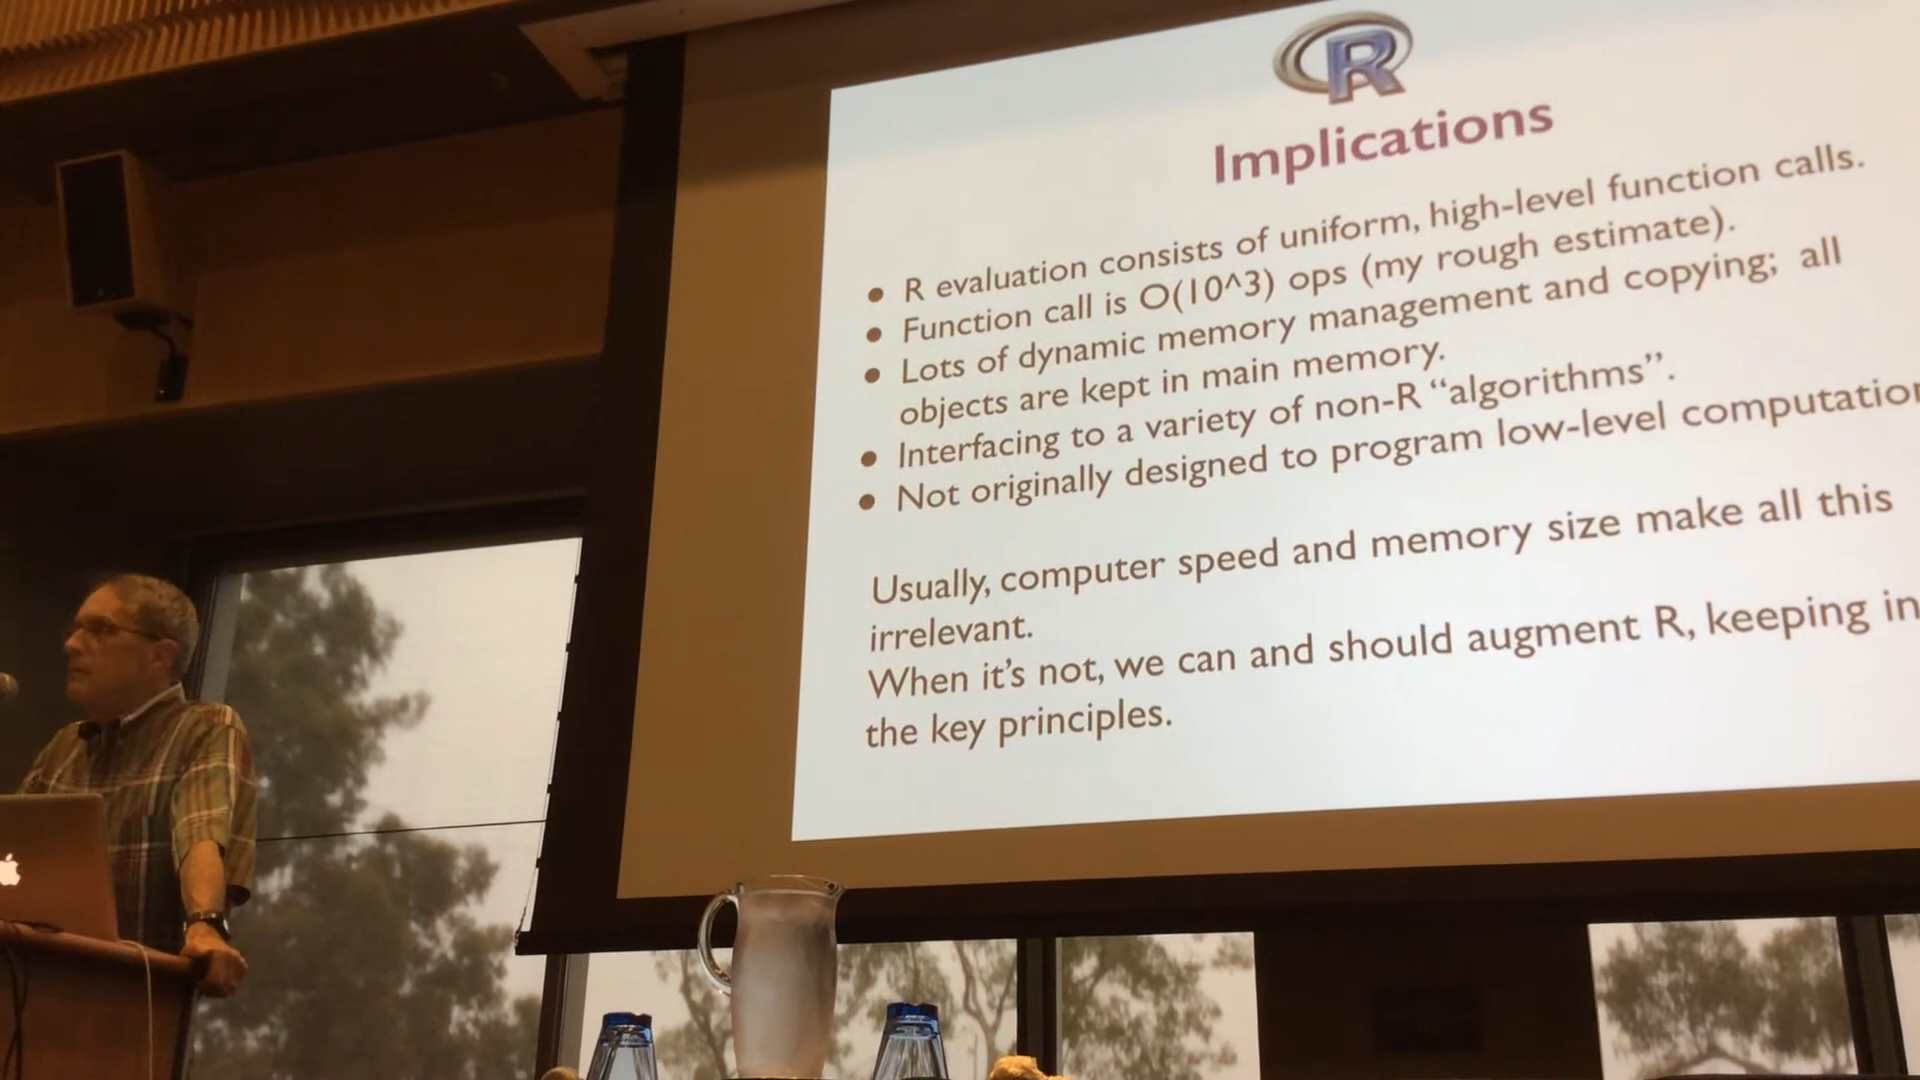 R
Implications
• R evaluation consists of uniform, high-level function calls.
• Function call is O(10^3) ops (my rough estimate).
• Lots of dynamic memory management and copying; all
objects are kept in main memory.
• Interfacing to a variety of non-R “algorithms”.
• Not originally designed to program low-level computation
Usually, computer speed and memory size make all this
irrelevant.
When it’s not, we can and should augment R, keeping in
the key principles.